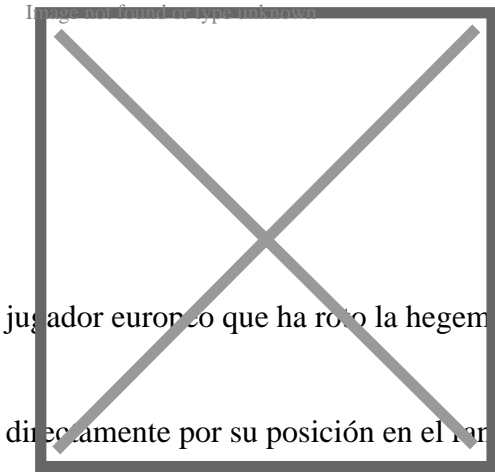 Image not found or type unknown
jugador europeo que ha roto la hegem
directamente por su posición en el ran